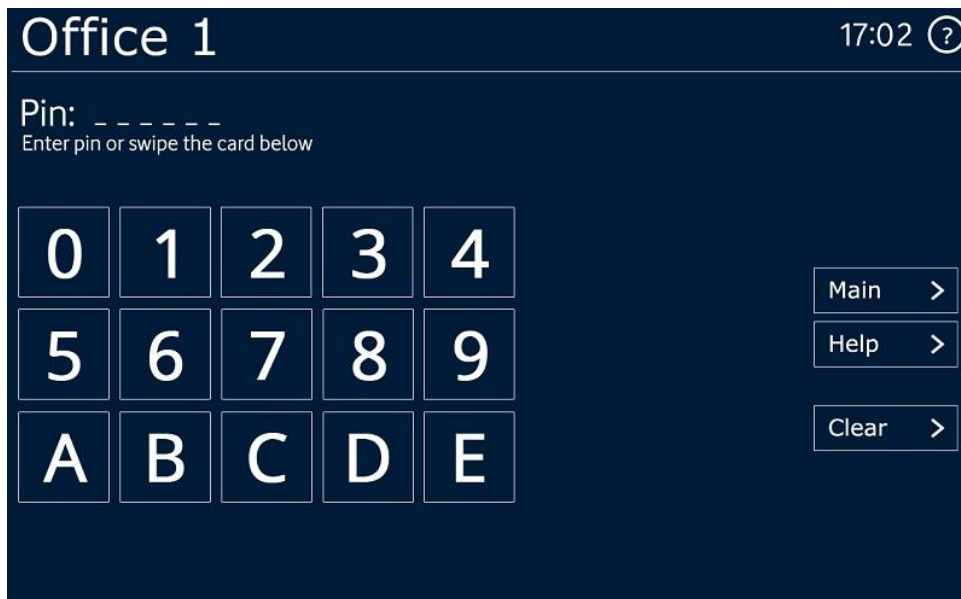 Office 1
17:02 ?
Pin: _ _ _ _ _ _
Enter pin or swipe the card below
0 1 2 3 4
5 6 7 8 9
A B C D E
Main >
Help >
Clear >